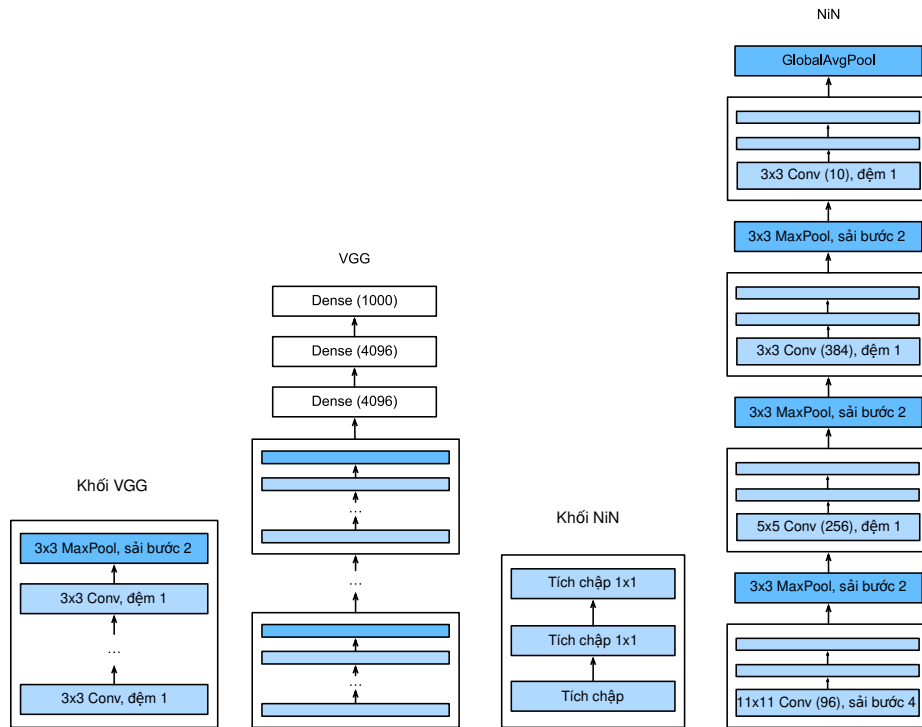 Khối VGG
3x3 MaxPool, sải bước 2
3x3 Conv, đệm 1
...
3x3 Conv, đệm 1
VGG
Dense (1000)
Dense (4096)
Dense (4096)
...
...
...
Khối NiN
Tích chập 1x1
Tích chập 1x1
Tích chập
NiN
GlobalAvgPool
3x3 Conv (10), đệm 1
3x3 MaxPool, sải bước 2
3x3 Conv (384), đệm 1
3x3 MaxPool, sải bước 2
5x5 Conv (256), đệm 1
3x3 MaxPool, sải bước 2
11x11 Conv (96), sải bước 4